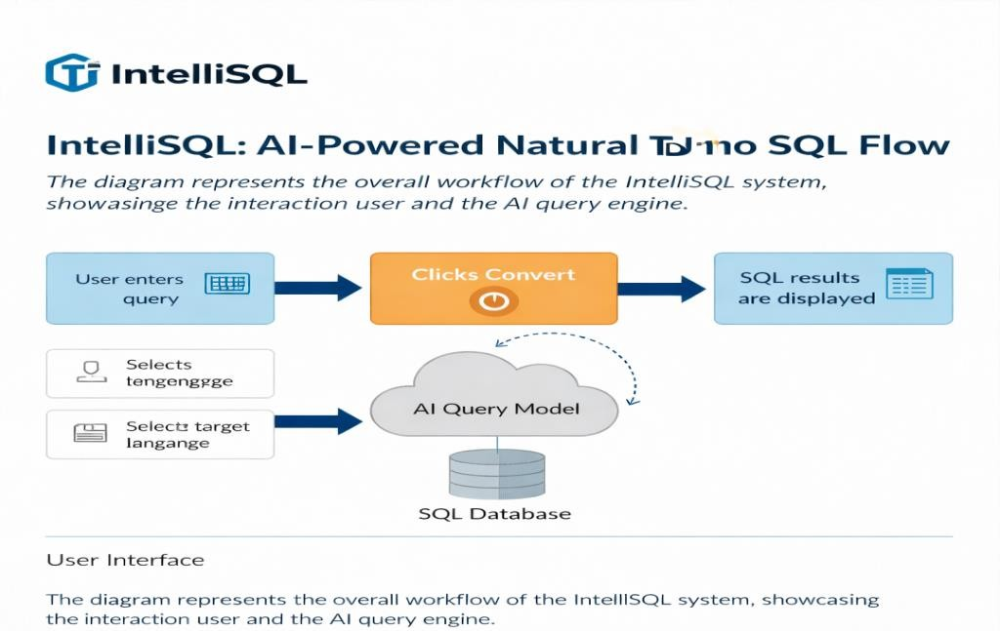 IntelliSQL
IntelliSQL: AI-Powered Natural SQL Flow
The diagram represents the overall workflow of the IntelliSQL system,
showasinge the interaction user and the AI query engine.
User enters
query
Clicks Convert
SQL results
are displayed
Selects
Selects target
langange
AI Query Model
SQL Database
User Interface
The diagram represents the overall workflow of the IntellISQL system, showcasing
the interaction user and the AI query engine.